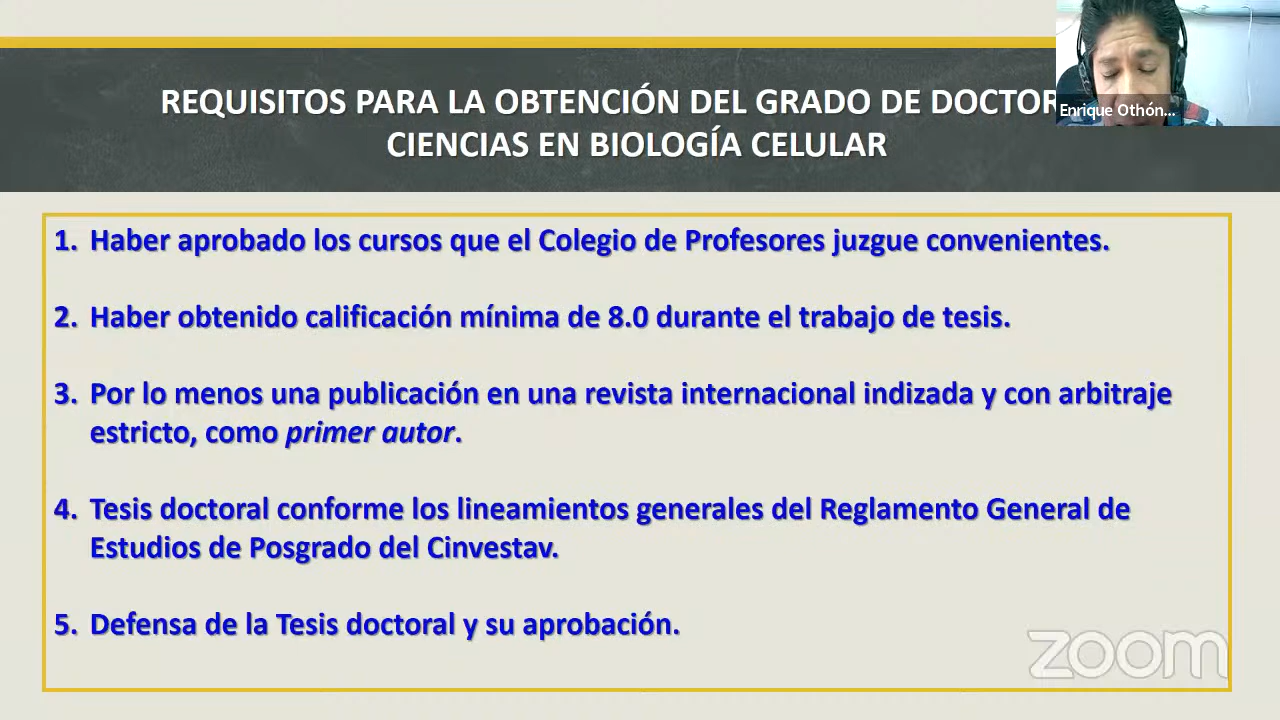 REQUISITOS PARA LA OBTENCIÓN DEL GRADO DE DOCTOR
CIENCIAS EN BIOLOGÍA CELULAR
Enrique Othón...
1. Haber aprobado los cursos que el Colegio de Profesores juzgue convenientes.
2. Haber obtenido calificación mínima de 8.0 durante el trabajo de tesis.
3. Por lo menos una publicación en una revista internacional indizada y con arbitraje
estricto, como primer autor.
4. Tesis doctoral conforme los lineamientos generales del Reglamento General de
Estudios de Posgrado del Cinvestav.
5. Defensa de la Tesis doctoral y su aprobación.
zoom